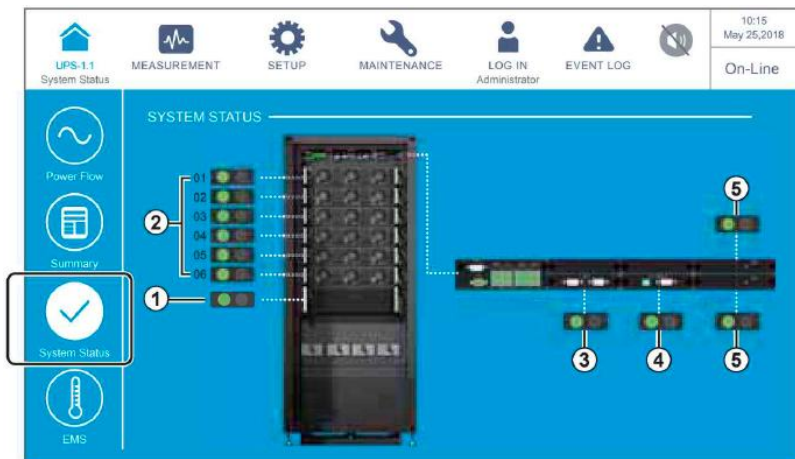 UPS-1.1
System Status
MEASUREMENT
SETUP
MAINTENANCE
LOG IN
Administrator
EVENT LOG
10:15
May 25,2018
On-Line
SYSTEM STATUS
Power Flow
Summary
System Status
EMS
01
02
03
04
05
06
2
1
5
3
4
5